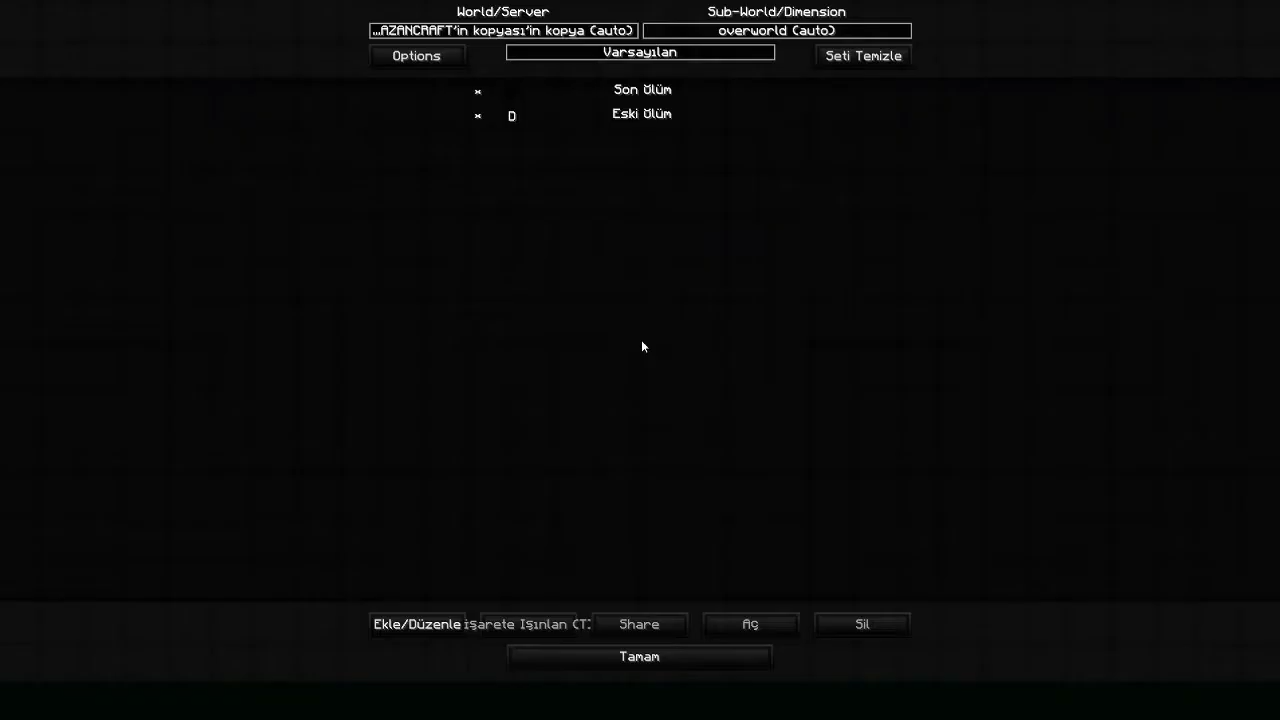 World/Server
Sub-World/Dimension
...AZANCRAFT'in kopyası'in kopya (auto)
overworld (auto)
Options
Varsayılan
Seti Temizle
× Son Ölüm
× D Eski Ölüm
Ekle/Düzenle
işarete Işınlan (T)
Share
Aç
Sil
Tamam